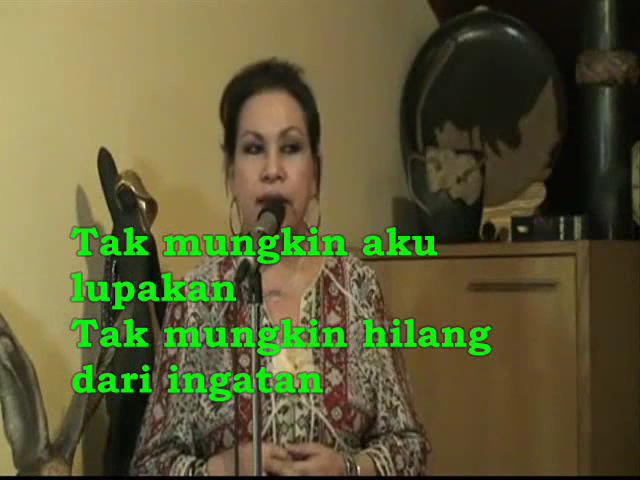 Tak mungkin aku
lupakan
Tak mungkin hilang
dari ingatan